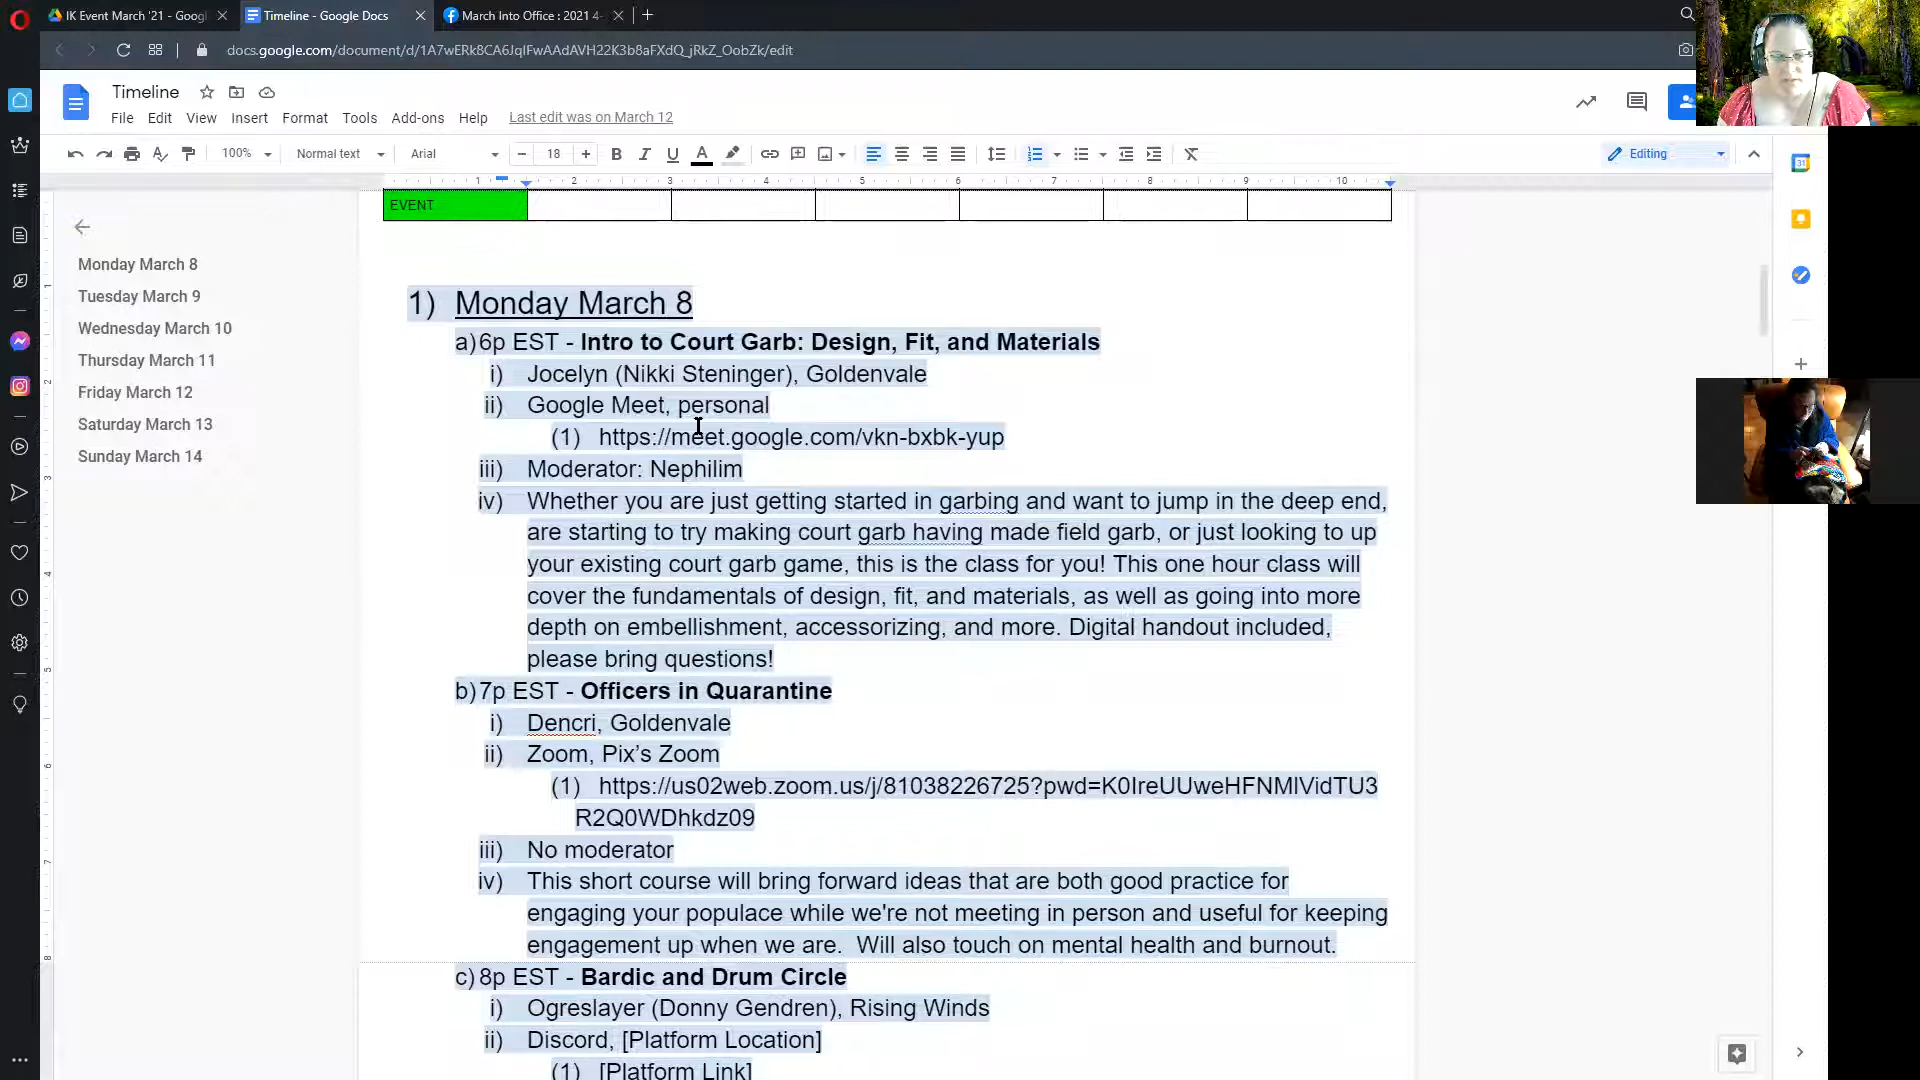 IK Event March '21 - Googl
Timeline - Google Docs
March Into Office : 2021 4-
docs.google.com/document/d/1A7wERk8CA6JqlFwAAdAVH22K3b8aFXdQ_jRkZ_OobZk/edit
Timeline
File Edit View Insert Format Tools Add-ons Help Last edit was on March 12
100% Normal text Arial 18 Editing
1 2 3 4 5 6 7 8 9 10
EVENT
Monday March 8
Tuesday March 9
Wednesday March 10
Thursday March 11
Friday March 12
Saturday March 13
Sunday March 14
1) Monday March 8
a) 6p EST - Intro to Court Garb: Design, Fit, and Materials
i) Jocelyn (Nikki Steninger), Goldenvale
ii) Google Meet, personal
(1) https://meet.google.com/vkn-bxbk-yup
iii) Moderator: Nephilim
iv) Whether you are just getting started in garbing and want to jump in the deep end,
are starting to try making court garb having made field garb, or just looking to up
your existing court garb game, this is the class for you! This one hour class will
cover the fundamentals of design, fit, and materials, as well as going into more
depth on embellishment, accessorizing, and more. Digital handout included,
please bring questions!
b) 7p EST - Officers in Quarantine
i) Dencri, Goldenvale
ii) Zoom, Pix's Zoom
(1) https://us02web.zoom.us/j/81038226725?pwd=K0IreUUweHFNMlVidTU3
R2Q0WDhkdz09
iii) No moderator
iv) This short course will bring forward ideas that are both good practice for
engaging your populace while we're not meeting in person and useful for keeping
engagement up when we are.  Will also touch on mental health and burnout.
c) 8p EST - Bardic and Drum Circle
i) Ogreslayer (Donny Gendren), Rising Winds
ii) Discord, [Platform Location]
(1) [Platform Link]